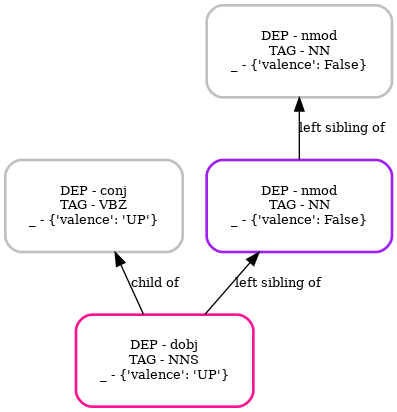 DEP - nmod
TAG - NN
_ - {'valence': False}
left sibling of
DEP - conj
TAG - VBZ
_ - {'valence': 'UP'}
DEP - nmod
TAG - NN
_ - {'valence': False}
child of
left sibling of
DEP - dobj
TAG - NNS
_ - {'valence': 'UP'}